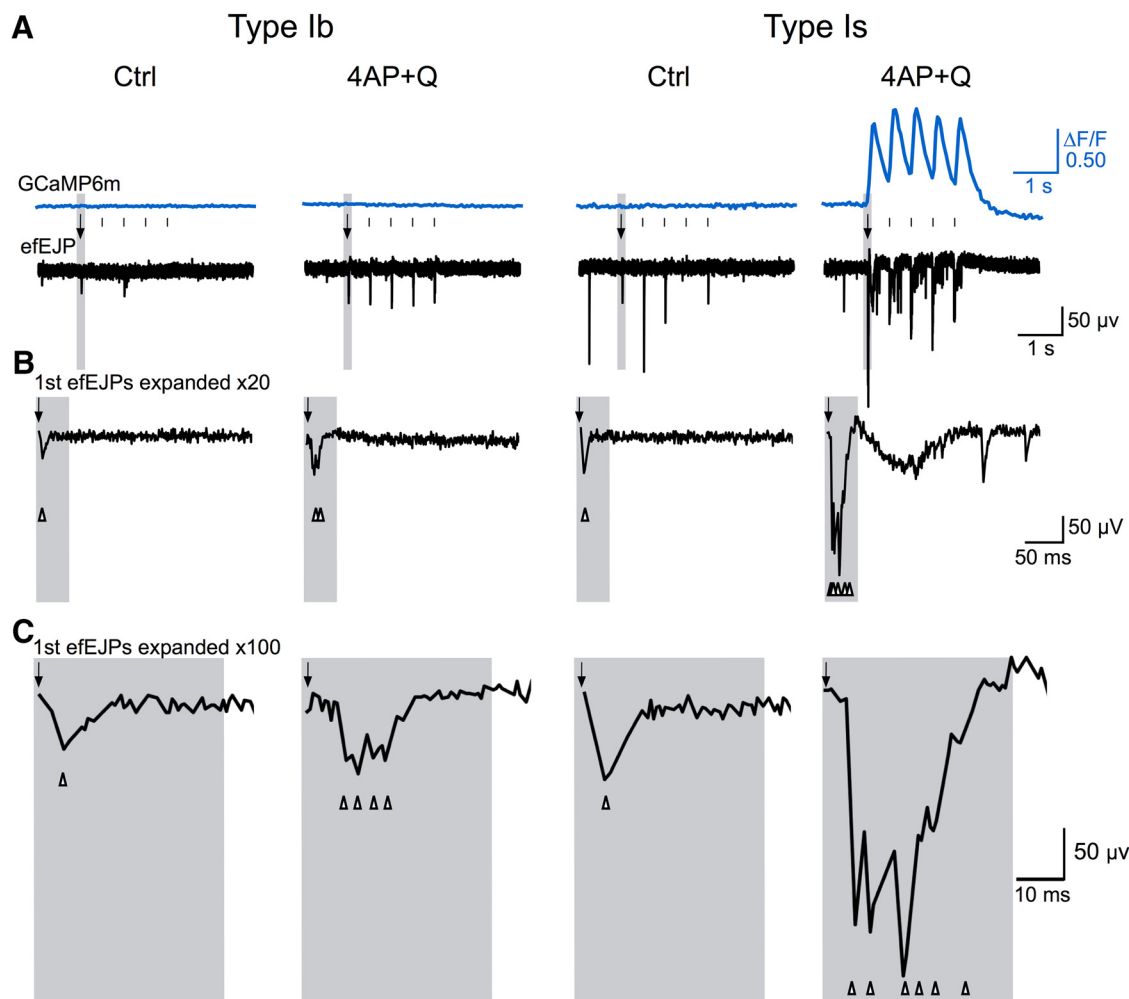 A
Type Ib
Type Is
Ctrl
4AP+Q
Ctrl
4AP+Q
GCaMP6m
ΔF/F
0.50
1 s
efEJP
50 μv
1 s
B
1st efEJPs expanded x20
50 μV
50 ms
C
1st efEJPs expanded x100
50 μv
10 ms